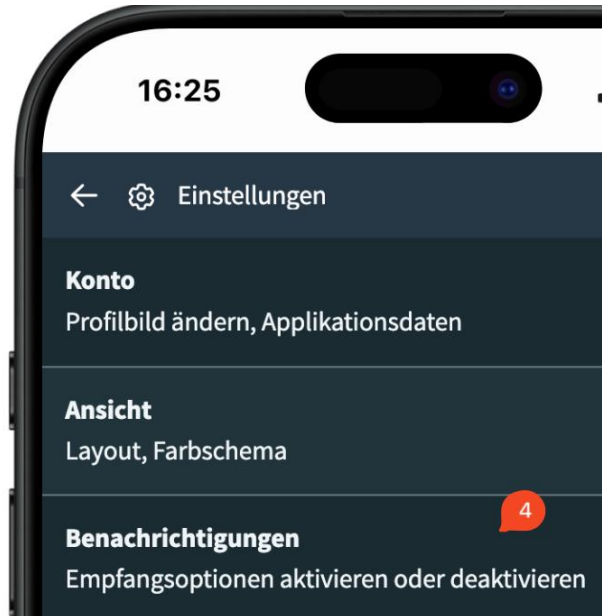 16:25
Einstellungen
Konto
Profilbild ändern, Applikationsdaten
Ansicht
Layout, Farbschema
4
Benachrichtigungen
Empfangsoptionen aktivieren oder deaktivieren